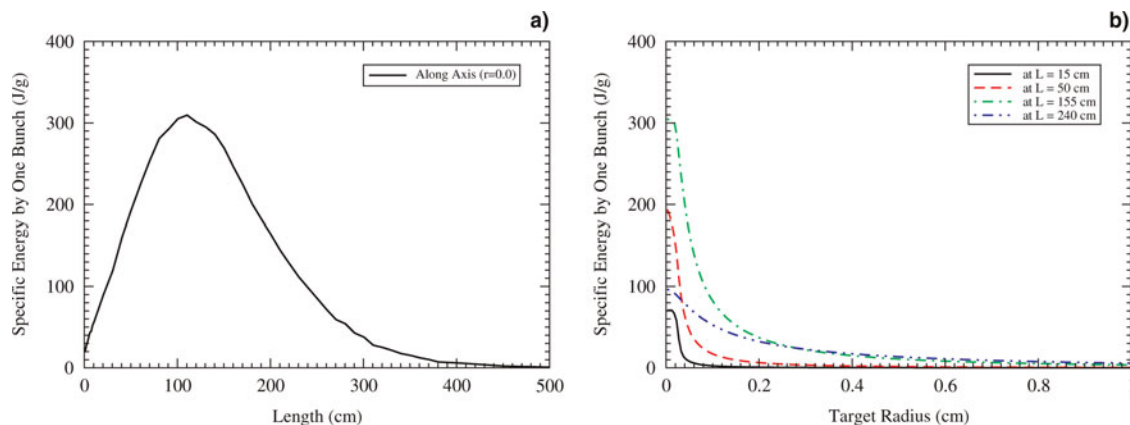 a)
400
300
200
100
0
Specific Energy by One Bunch (J/g)
Along Axis (r=0.0)
0 100 200 300 400 500
Length (cm)
b)
400
300
200
100
0
Specific Energy by One Bunch (J/g)
at L = 15 cm
at L = 50 cm
at L = 155 cm
at L = 240 cm
0 0.2 0.4 0.6 0.8
Target Radius (cm)